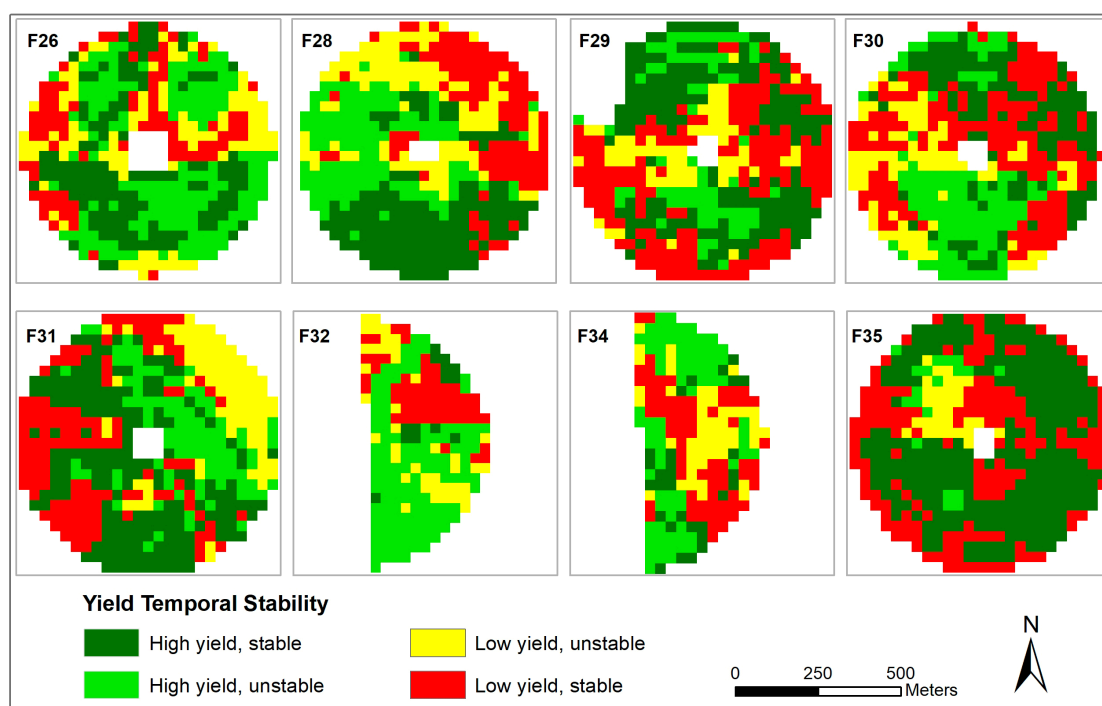 F26
F28
F29
F30
F31
F32
F34
F35
Yield Temporal Stability
High yield, stable
Low yield, unstable
High yield, unstable
Low yield, stable
N
0 250 500
Meters